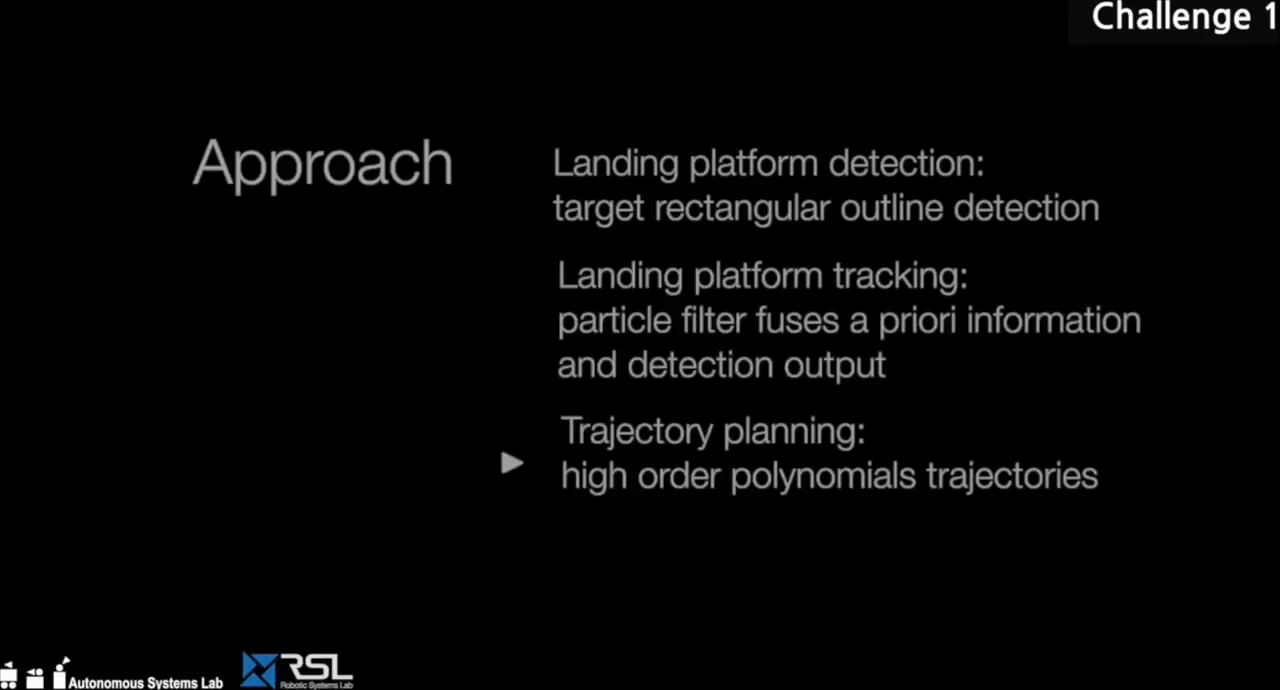 Challenge 1
Approach
Landing platform detection:
target rectangular outline detection
Landing platform tracking:
particle filter fuses a priori information
and detection output
Trajectory planning:
high order polynomials trajectories
Autonomous Systems Lab
RSL
Robotic Systems Lab